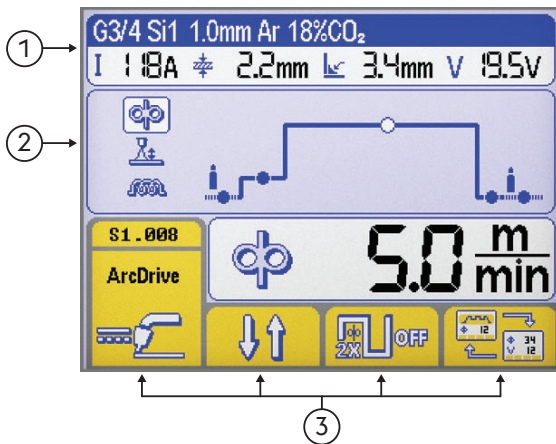 G3/4 Si1 1.0mm Ar 18%CO₂
I 118A 2.2mm 3.4mm V 19.5V
1
2
S1.008
ArcDrive
5.0 m/min
2X OFF
12 34 V 12
3